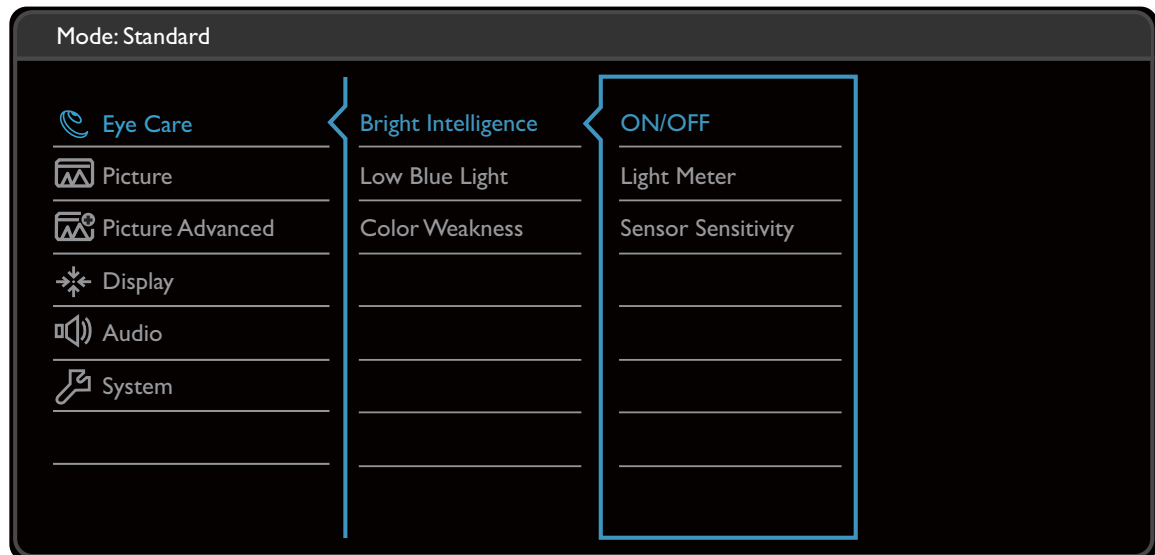 Mode: Standard
Eye Care
Bright Intelligence
ON/OFF
Picture
Low Blue Light
Light Meter
Picture Advanced
Color Weakness
Sensor Sensitivity
Display
Audio
System